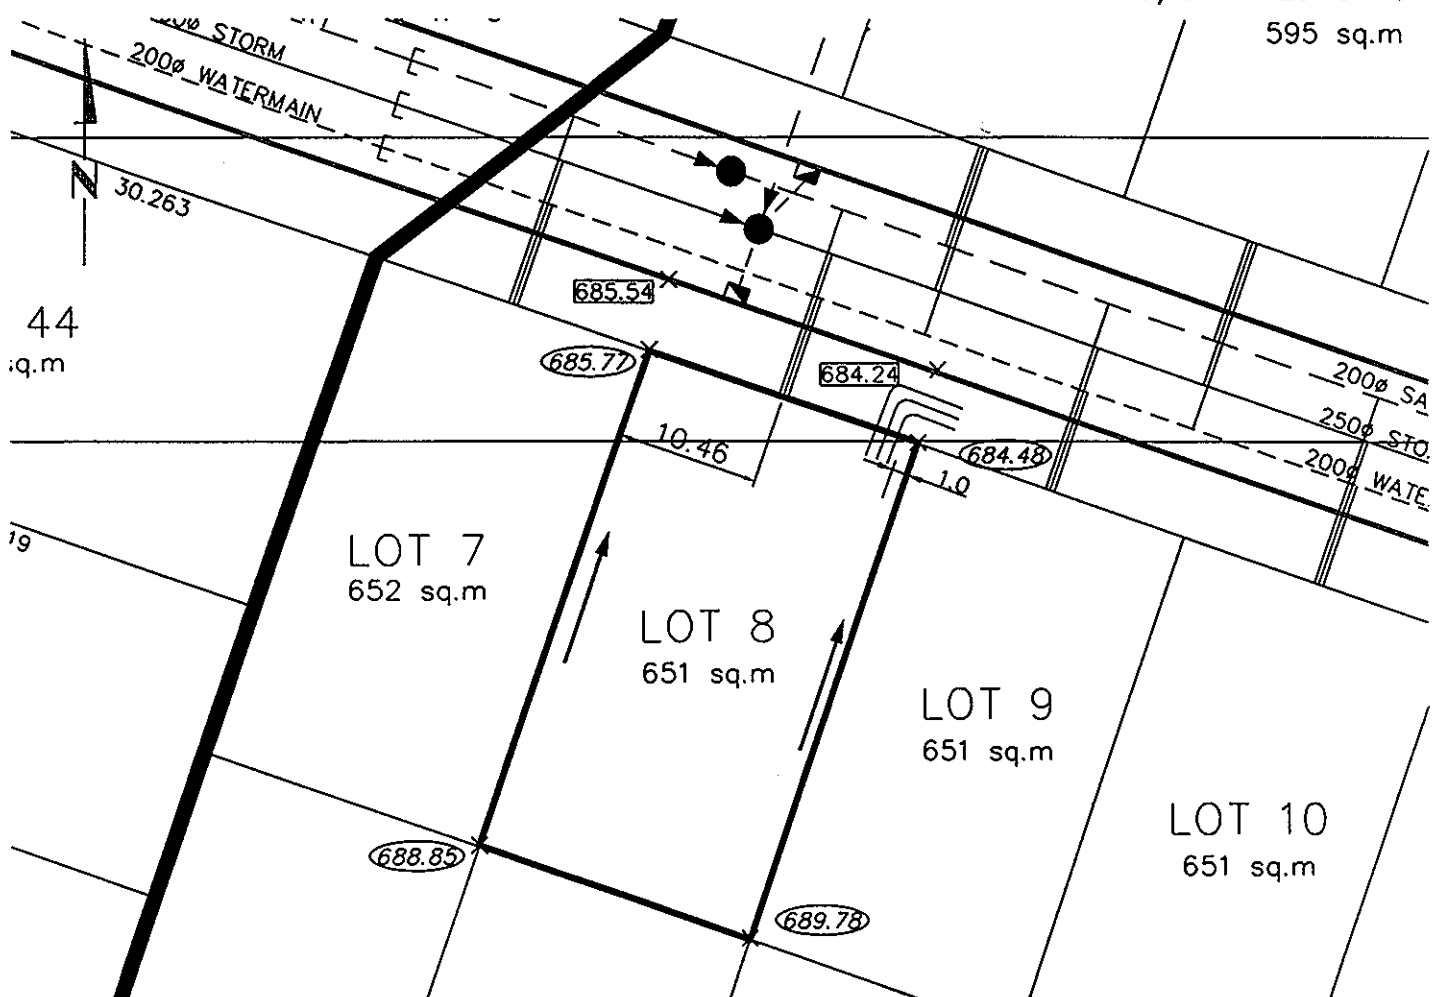 595 sq.m
STORM
200ø WATERMAIN
N
30.263
44
sq.m
685.54
685.77
684.24
684.48
10.46
1.0
200ø SA
250ø STO
200ø WATE
19
LOT 7
652 sq.m
LOT 8
651 sq.m
LOT 9
651 sq.m
LOT 10
651 sq.m
688.85
689.78